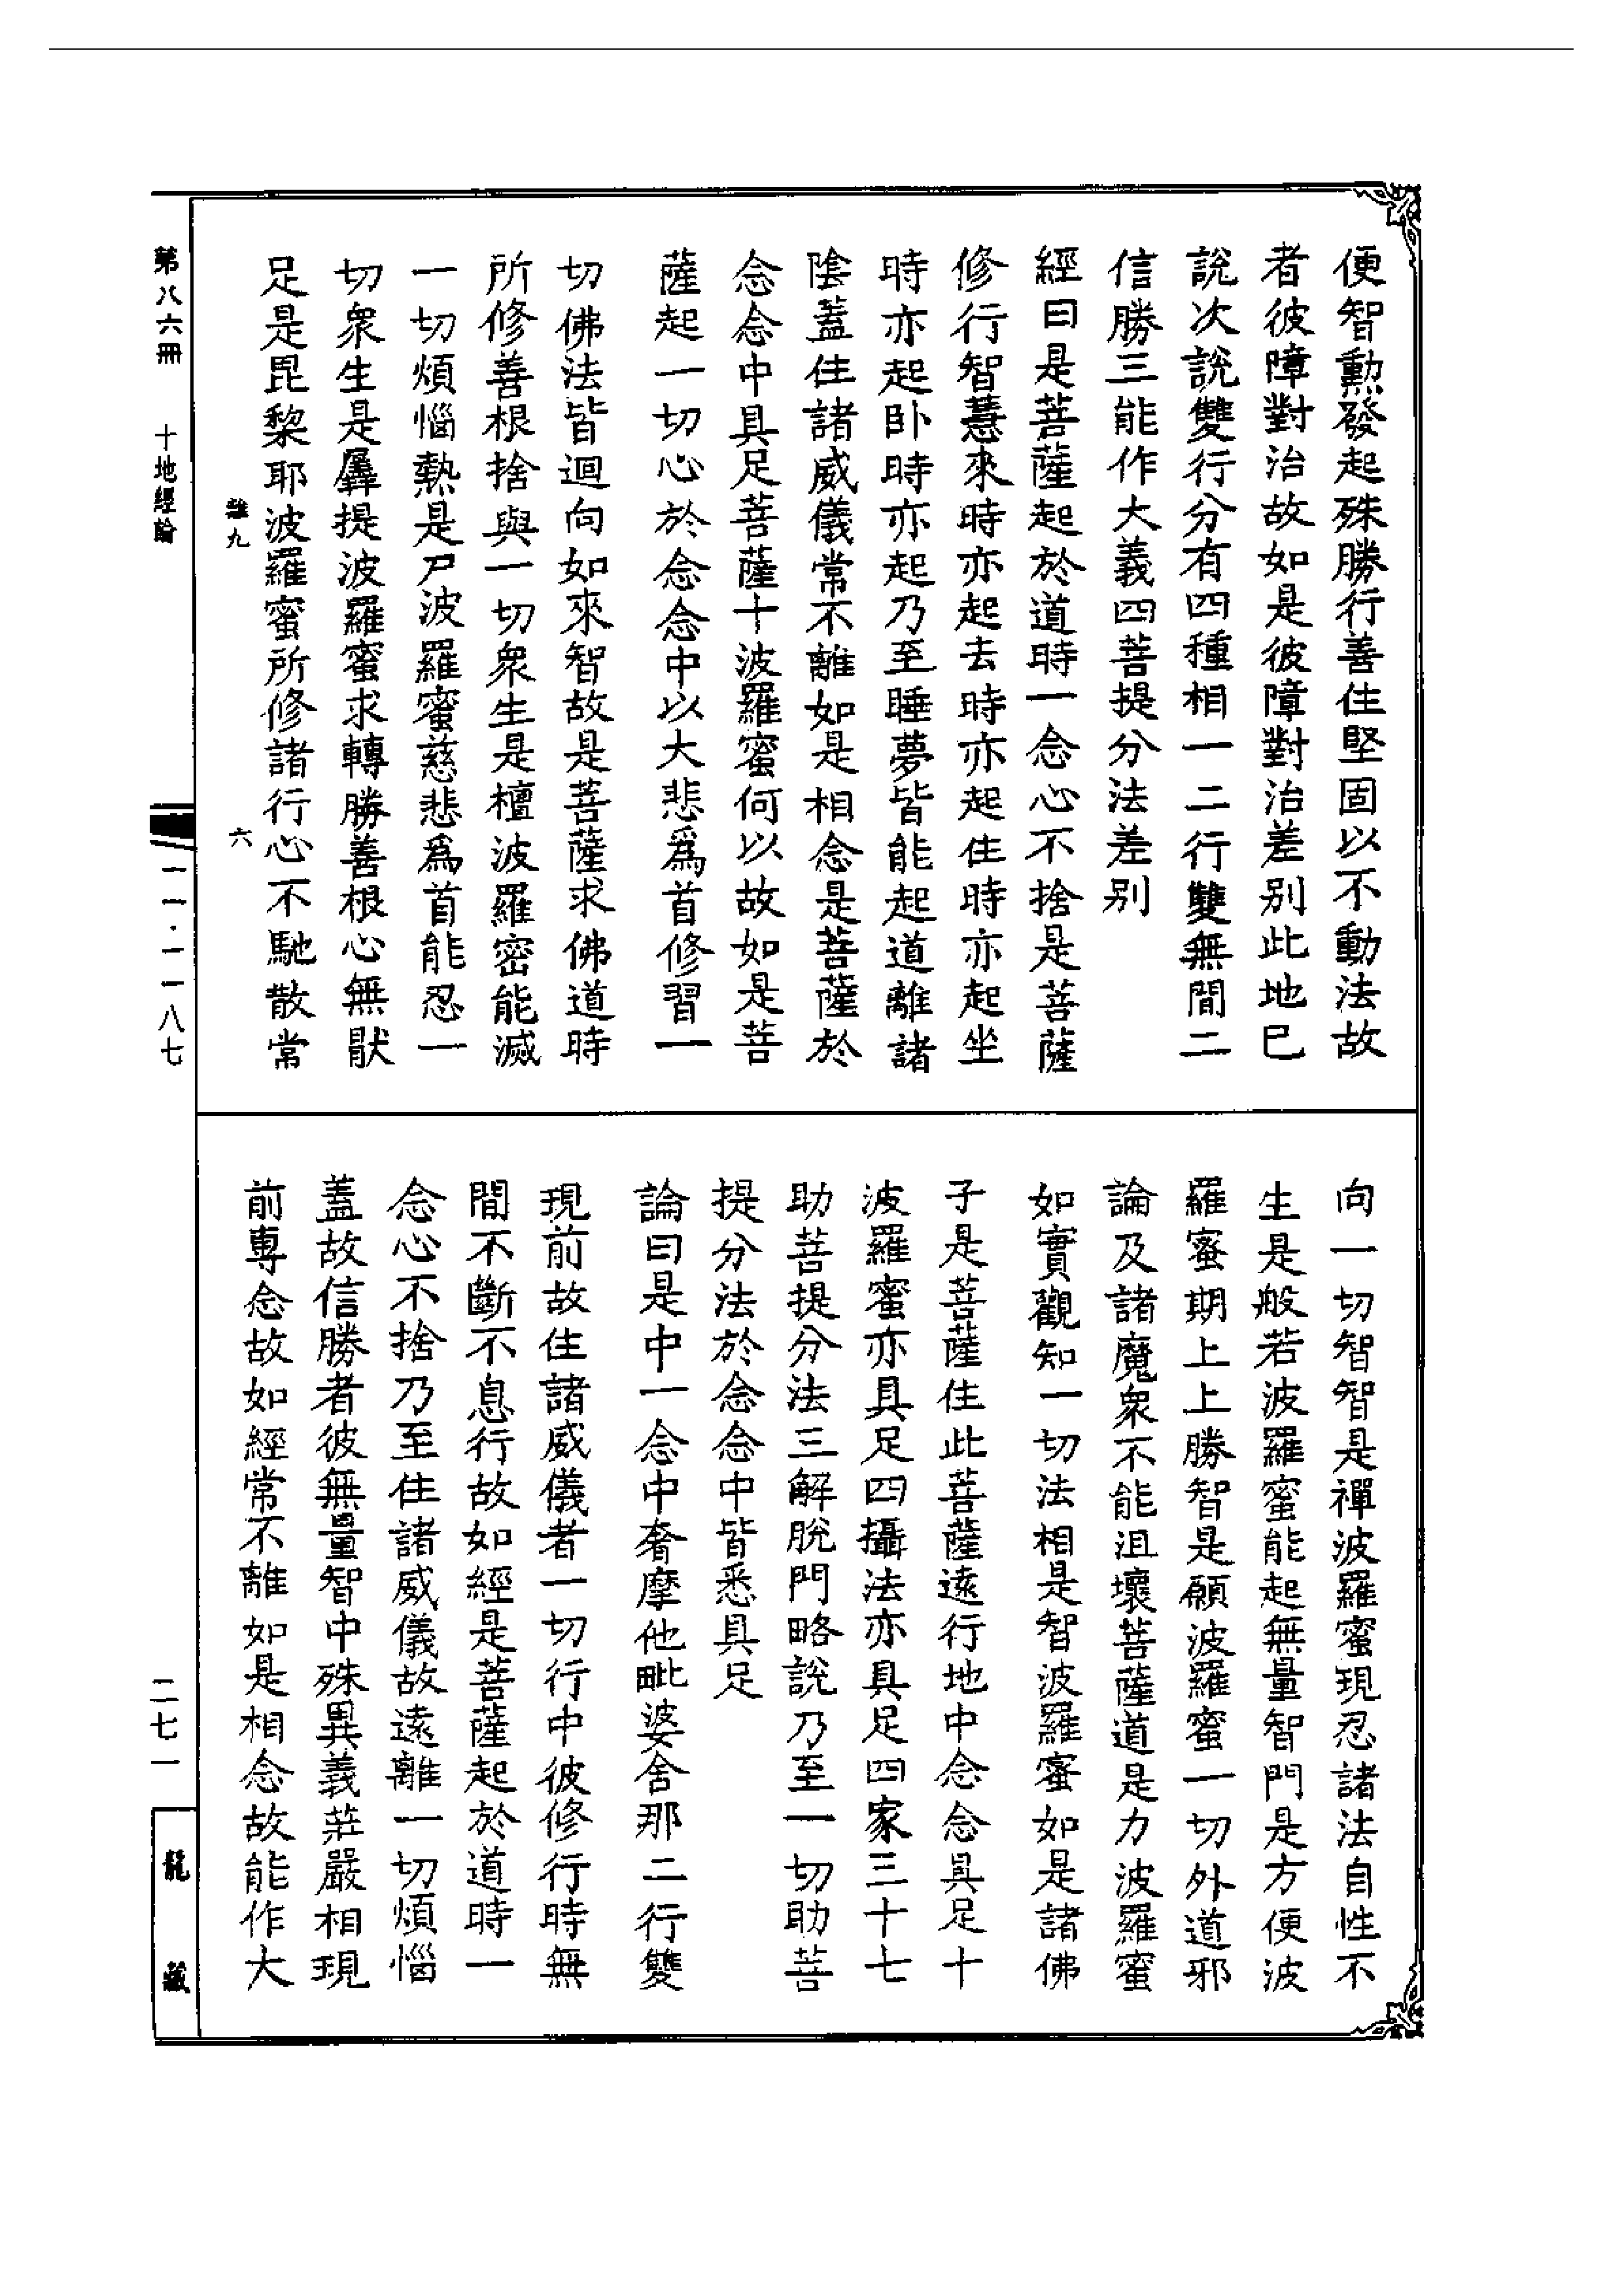 便智勲發起殊勝行善住堅固以不動法故
者彼障對治故如是彼障對治差别此地已
說次說雙行分有四種相一二行雙無間二
信勝三能作大義四菩提分法差别
經曰是菩薩起於道時一念心不捨是菩薩
修行智慧來時亦起去時亦起住時亦起坐
時亦起卧時亦起乃至睡夢皆能起道離諸
陰蓋住諸威儀常不離如是相念是菩薩於
念念中具足菩薩十波羅蜜何以故如是菩
薩起一切心於念念中以大悲爲首修習一
切佛法皆迴向如來智故是菩薩求佛道時
所修善根捨與一切衆生是檀波羅密能滅
一切煩惱熱是尸波羅蜜慈悲爲首能忍一
切衆生是羼提波羅蜜求轉勝善根心無猒
足是毘棃耶波羅蜜所修諸行心不馳散常
向一切智智是禪波羅蜜現忍諸法自性不
生是般若波羅蜜能起無量智門是方便波
羅蜜期上上勝智是願波羅蜜一切外道邪
論及諸魔衆不能沮壞菩薩道是力波羅蜜
如實觀知一切法相是智波羅蜜如是諸佛
子是菩薩住此菩薩遠行地中念念具足十
波羅蜜亦具足四攝法亦具足四家三十七
助菩提分法三解脫門略說乃至一切助菩
提分法於念念中皆悉具足
論曰是中一念中奢摩他毗婆舍那二行雙
現前故住諸威儀者一切行中彼修行時無
間不斷不息行故如經是菩薩起於道時一
念心不捨乃至住諸威儀故遠離一切煩惱
蓋故信勝者彼無量智中殊異義莊嚴相現
前專念故如經常不離如是相念故能作大
雖九
六
第八六冊
十地經論
一一·一一八七
二七一
龍藏